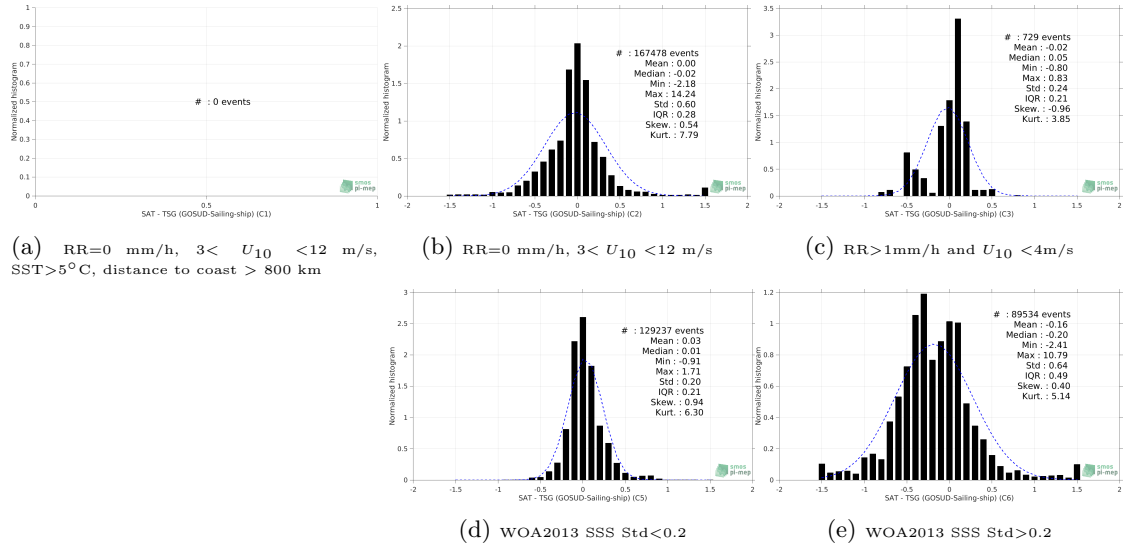 1
0.9
0.8
0.7
0.6
0.5
0.4
0.3
0.2
0.1
0
Normalized histogram
# : 0 events
smos
pi-mep
0 0.5 1
SAT - TSG (GOSUD-Sailing-ship) (C1)
(a) RR=0 mm/h, 3< U10 <12 m/s,
SST>5°C, distance to coast > 800 km
2.5
2
1.5
1
0.5
0
Normalized histogram
# : 167478 events
Mean : 0.00
Median : -0.02
Min : -2.18
Max : 14.24
Std : 0.60
IQR : 0.28
Skew. : 0.54
Kurt. : 7.79
smos
pi-mep
-2 -1.5 -1 -0.5 0 0.5 1 1.5 2
SAT - TSG (GOSUD-Sailing-ship) (C2)
(b) RR=0 mm/h, 3< U10 <12 m/s
3.5
3
2.5
2
1.5
1
0.5
0
Normalized histogram
# : 729 events
Mean : -0.02
Median : 0.05
Min : -0.80
Max : 0.83
Std : 0.24
IQR : 0.21
Skew. : -0.96
Kurt. : 3.85
smos
pi-mep
-2 -1.5 -1 -0.5 0 0.5 1 1.5 2
SAT - TSG (GOSUD-Sailing-ship) (C3)
(c) RR>1mm/h and U10 <4m/s
3
2.5
2
1.5
1
0.5
0
Normalized histogram
# : 129237 events
Mean : 0.03
Median : 0.01
Min : -0.91
Max : 1.71
Std : 0.20
IQR : 0.21
Skew. : 0.94
Kurt. : 6.30
smos
pi-mep
-2 -1.5 -1 -0.5 0 0.5 1 1.5 2
SAT - TSG (GOSUD-Sailing-ship) (C5)
(d) WOA2013 SSS Std<0.2
1.2
1
0.8
0.6
0.4
0.2
0
Normalized histogram
# : 89534 events
Mean : -0.16
Median : -0.20
Min : -2.41
Max : 10.79
Std : 0.64
IQR : 0.49
Skew. : 0.40
Kurt. : 5.14
smos
pi-mep
-2 -1.5 -1 -0.5 0 0.5 1 1.5 2
SAT - TSG (GOSUD-Sailing-ship) (C6)
(e) WOA2013 SSS Std>0.2